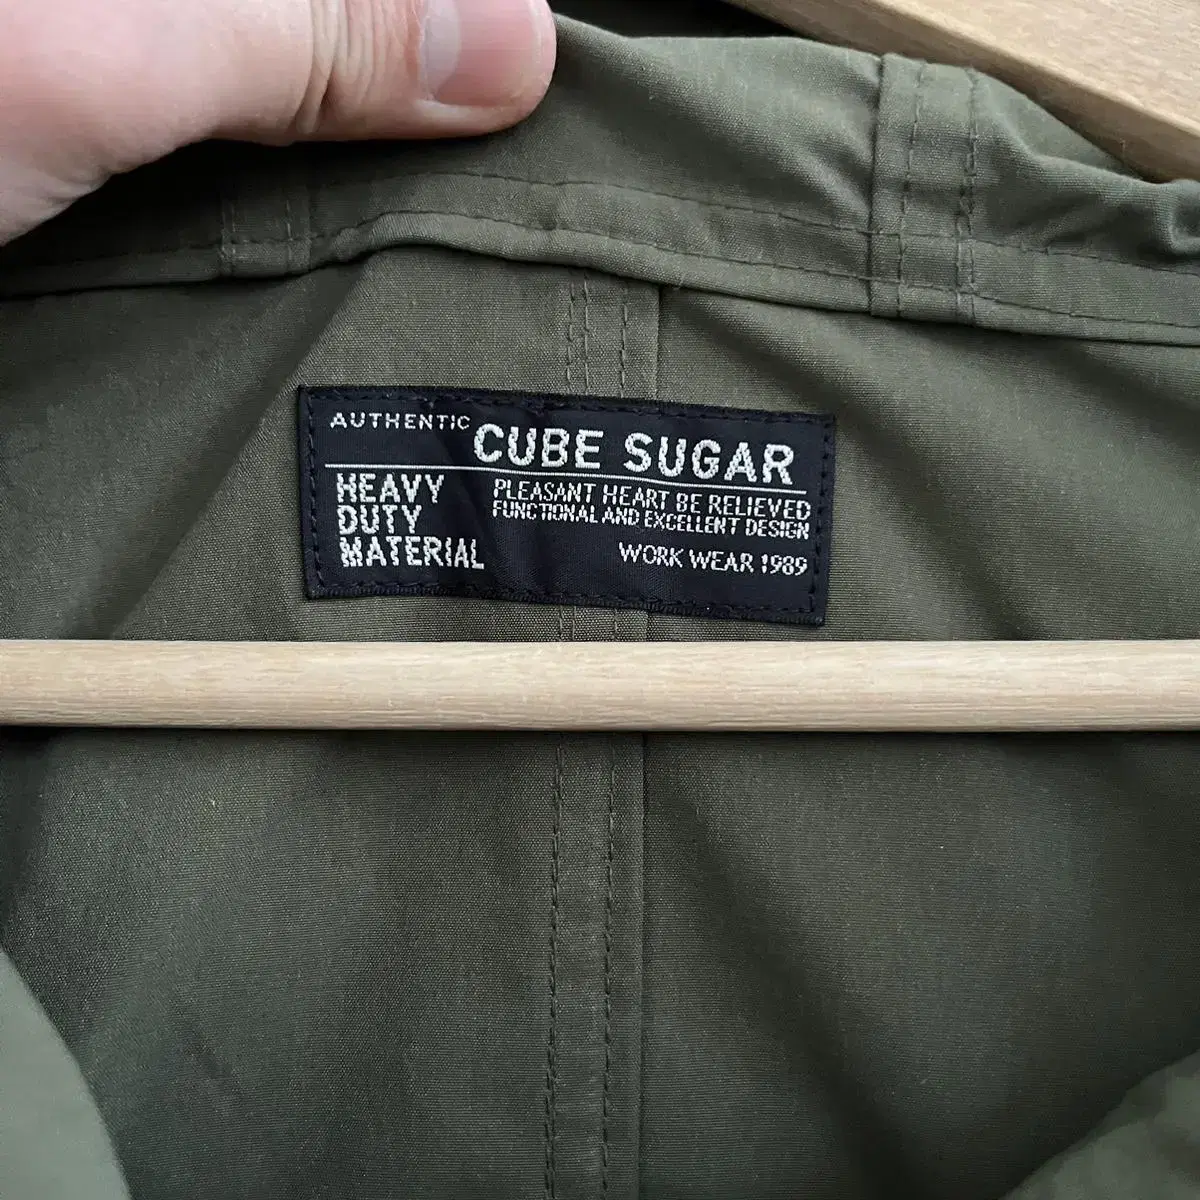 AUTHENTIC CUBE SUGAR
HEAVY
DUTY
MATERIAL
PLEASANT HEART BE RELIEVED
FUNCTIONAL AND EXCELLENT DESIGN
WORK WEAR 1989